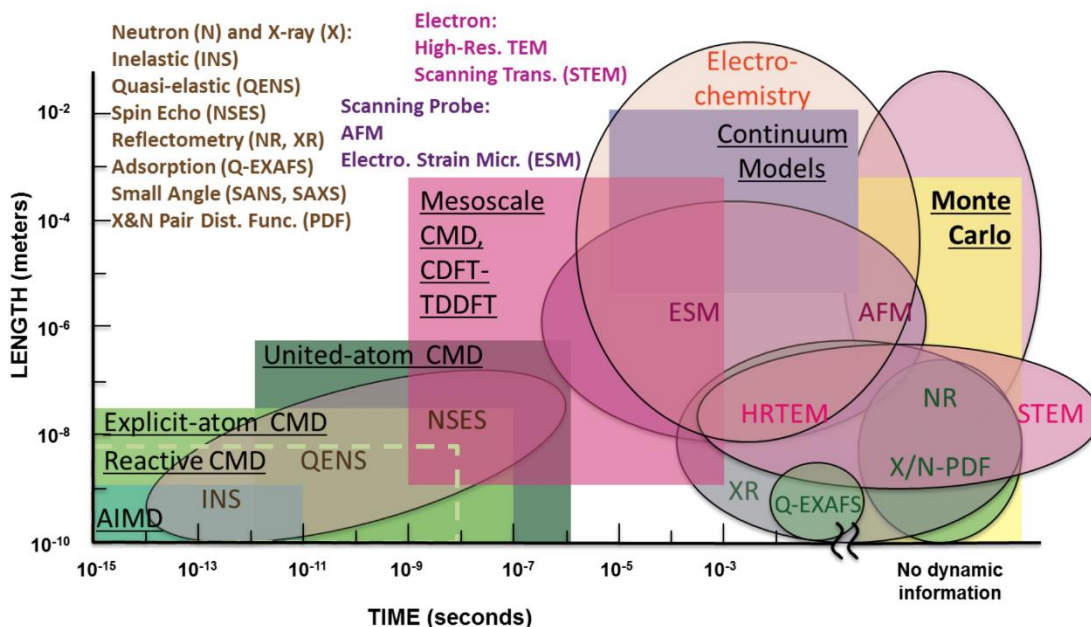 Neutron (N) and X-ray (X):
Inelastic (INS)
Quasi-elastic (QENS)
Spin Echo (NSES)
Reflectometry (NR, XR)
Adsorption (Q-EXAFS)
Small Angle (SANS, SAXS)
X&N Pair Dist. Func. (PDF)
Electron:
High-Res. TEM
Scanning Trans. (STEM)
Scanning Probe:
AFM
Electro. Strain Micr. (ESM)
Electro-
chemistry
Continuum
Models
Mesoscale
CMD,
CDFT-
TDDFT
Monte
Carlo
ESM
AFM
United-atom CMD
Explicit-atom CMD
NSES
Reactive CMD
QENS
INS
AIMD
HRTEM
NR
STEM
X/N-PDF
XR
Q-EXAFS
LENGTH (meters)
10-2
10-4
10-6
10-8
10-10
10-15
10-13
10-11
10-9
10-7
10-5
10-3
No dynamic
information
TIME (seconds)